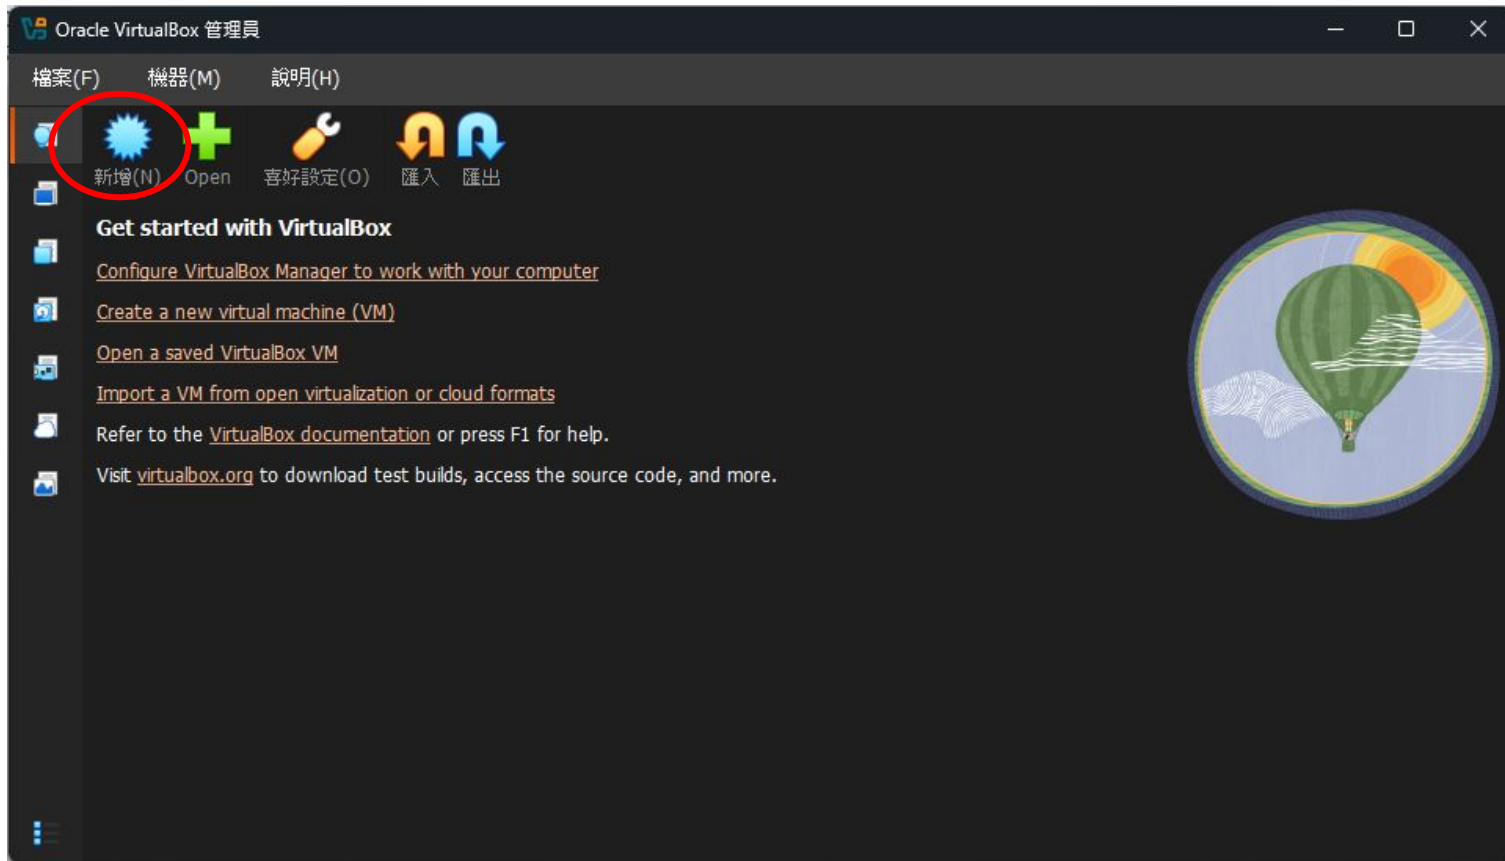 Oracle VirtualBox 管理員
檔案(F) 機器(M) 說明(H)
新增(N) Open 喜好設定(O) 匯入 匯出
Get started with VirtualBox
Configure VirtualBox Manager to work with your computer
Create a new virtual machine (VM)
Open a saved VirtualBox VM
Import a VM from open virtualization or cloud formats
Refer to the VirtualBox documentation or press F1 for help.
Visit virtualbox.org to download test builds, access the source code, and more.